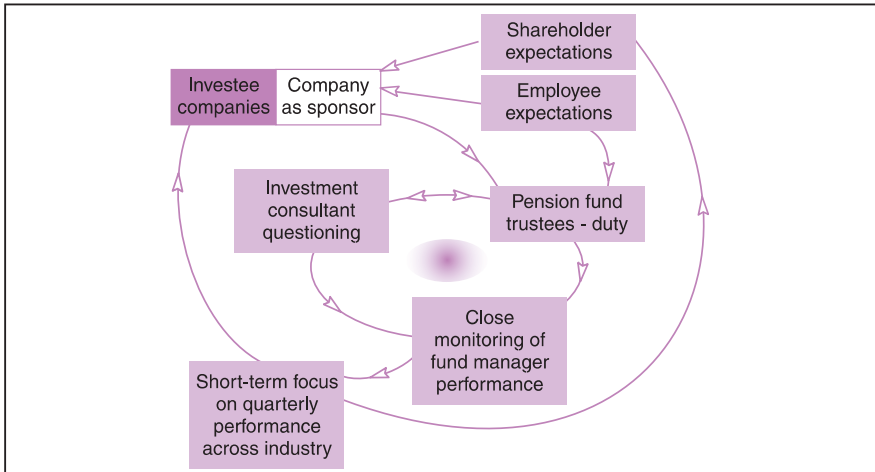 Shareholder
expectations
Investee
companies
Company
as sponsor
Employee
expectations
Investment
consultant
questioning
Pension fund
trustees - duty
Close
monitoring of
fund manager
performance
Short-term focus
on quarterly
performance
across industry